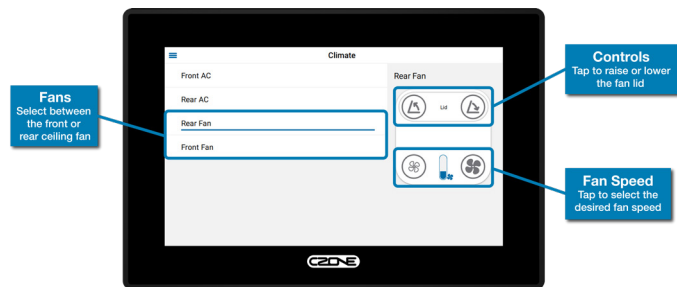 Climate
Front AC
Rear AC
Rear Fan
Front Fan
Rear Fan
Lid
CZONE
Fans
Select between
the front or
rear ceiling fan
Controls
Tap to raise or lower
the fan lid
Fan Speed
Tap to select the
desired fan speed